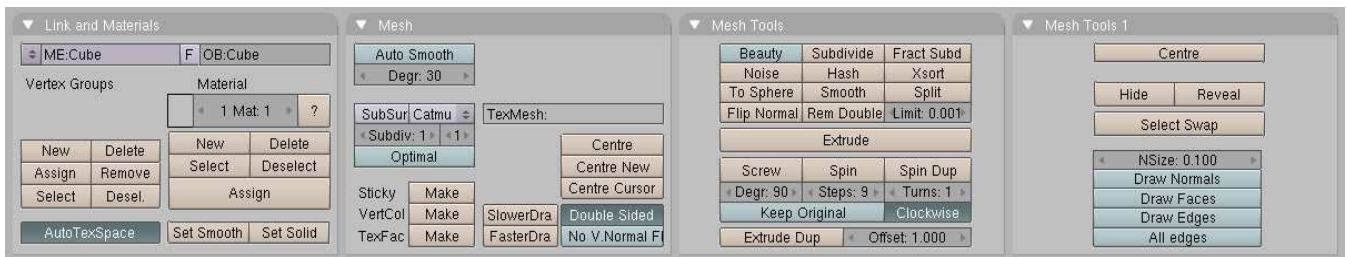 Link and Materials
ME:Cube F OB:Cube
Vertex Groups Material
1 Mat: 1 ?
New Delete New Delete
Assign Remove Select Deselect
Select Desel. Assign
AutoTexSpace Set Smooth Set Solid
Mesh
Auto Smooth
Degr: 30
SubSur Catmu TexMesh:
Subdiv: 1 1
Optimal Centre
Centre New
Sticky Make Centre Cursor
VertCol Make SlowerDra Double Sided
TexFac Make FasterDra No V.Normal Fl
Mesh Tools
Beauty Subdivide Fract Subd
Noise Hash Xsort
To Sphere Smooth Split
Flip Normal Rem Double Limit: 0.001
Extrude
Screw Spin Spin Dup
Degr: 90 Steps: 9 Turns: 1
Keep Original Clockwise
Extrude Dup Offset: 1.000
Mesh Tools 1
Centre
Hide Reveal
Select Swap
NSize: 0.100
Draw Normals
Draw Faces
Draw Edges
All edges